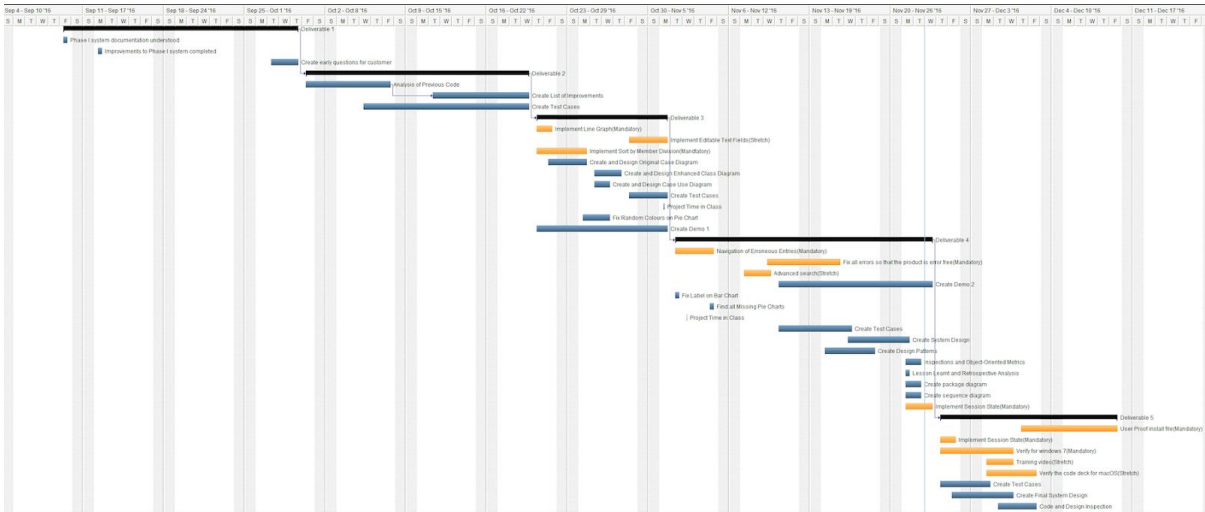 Sep 4 - Sep 10 '16 Sep 11 - Sep 17 '16 Sep 18 - Sep 24 '16 Sep 25 - Oct 1 '16 Oct 2 - Oct 8 '16 Oct 9 - Oct 15 '16 Oct 16 - Oct 22 '16 Oct 23 - Oct 29 '16 Oct 30 - Nov 5 '16 Nov 6 - Nov 12 '16 Nov 13 - Nov 19 '16 Nov 20 - Nov 26 '16 Nov 27 - Dec 3 '16 Dec 4 - Dec 10 '16 Dec 11 - Dec 17 '16
S M T W T F S S M T W T F S S M T W T F S S M T W T F S S M T W T F S S M T W T F S S M T W T F S S M T W T F S S M T W T F S S M T W T F S S M T W T F S S M T W T F S S M T W T F S S M T W T F S S M T W T F
Deliverable 1
Phase I system documentation understood
Improvements to Phase I system completed
Create early questions for customer
Deliverable 2
Analysis of Previous Code
Create List of Improvements
Create Test Cases
Deliverable 3
Implement Line Graph(Mandatory)
Implement Editable Text Fields(Stretch)
Implement Sort by Member Division(Mandtatory)
Create and Design Original Case Diagram
Create and Design Enhanced Class Diagram
Create and Design Case Use Diagram
Create Test Cases
Project Time in Class
Fix Random Colours on Pie Chart
Create Demo 1
Deliverable 4
Navigation of Erroneous Entries(Mandatory)
Fix all errors so that the product is error free(Mandatory)
Advanced search(Stretch)
Create Demo 2
Fix Label on Bar Chart
Find all Missing Pie Charts
Project Time in Class
Create Test Cases
Create System Design
Create Design Patterns
Inspections and Object-Oriented Metrics
Lesson Learnt and Retrospective Analysis
Create package diagram
Create sequence diagram
Implement Session State(Mandatory)
Deliverable 5
User Proof install file(Mandatory)
Implement Session State(Mandatory)
Verify for windows 7(Mandatory)
Training video(Stretch)
Verify the code deck for macOS(Stretch)
Create Test Cases
Create Final System Design
Code and Design Inspection